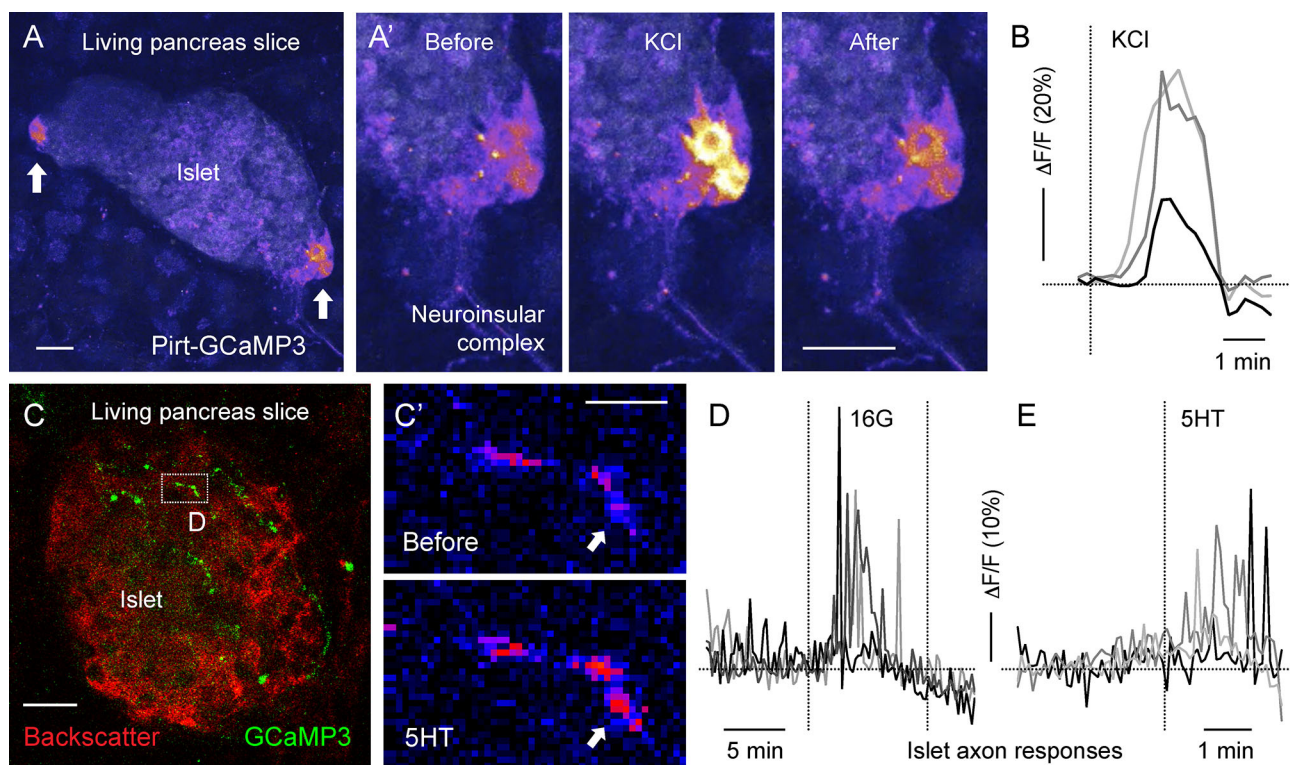 A
Living pancreas slice
Islet
Pirt-GCaMP3
A’
Before
KCl
After
Neuroinsular
complex
B
KCl
ΔF/F (20%)
1 min
C
Living pancreas slice
D
Islet
Backscatter
GCaMP3
C’
Before
5HT
D
16G
5 min
ΔF/F (10%)
E
5HT
1 min
Islet axon responses